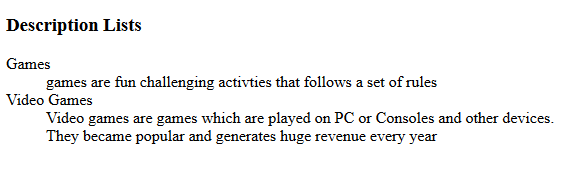 Description Lists
Games
games are fun challenging activties that follows a set of rules
Video Games
Video games are games which are played on PC or Consoles and other devices.
They became popular and generates huge revenue every year